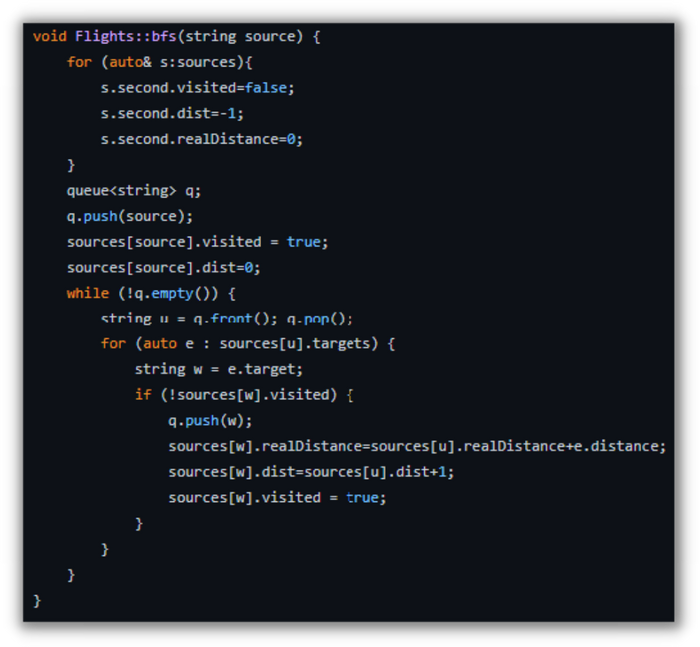 void Flights::bfs(string source) {
    for (auto& s:sources){
        s.second.visited=false;
        s.second.dist=-1;
        s.second.realDistance=0;
    }
    queue<string> q;
    q.push(source);
    sources[source].visited = true;
    sources[source].dist=0;
    while (!q.empty()) {
        string u = q.front(); q.pop();
        for (auto e : sources[u].targets) {
            string w = e.target;
            if (!sources[w].visited) {
                q.push(w);
                sources[w].realDistance=sources[u].realDistance+e.distance;
                sources[w].dist=sources[u].dist+1;
                sources[w].visited = true;
            }
        }
    }
}